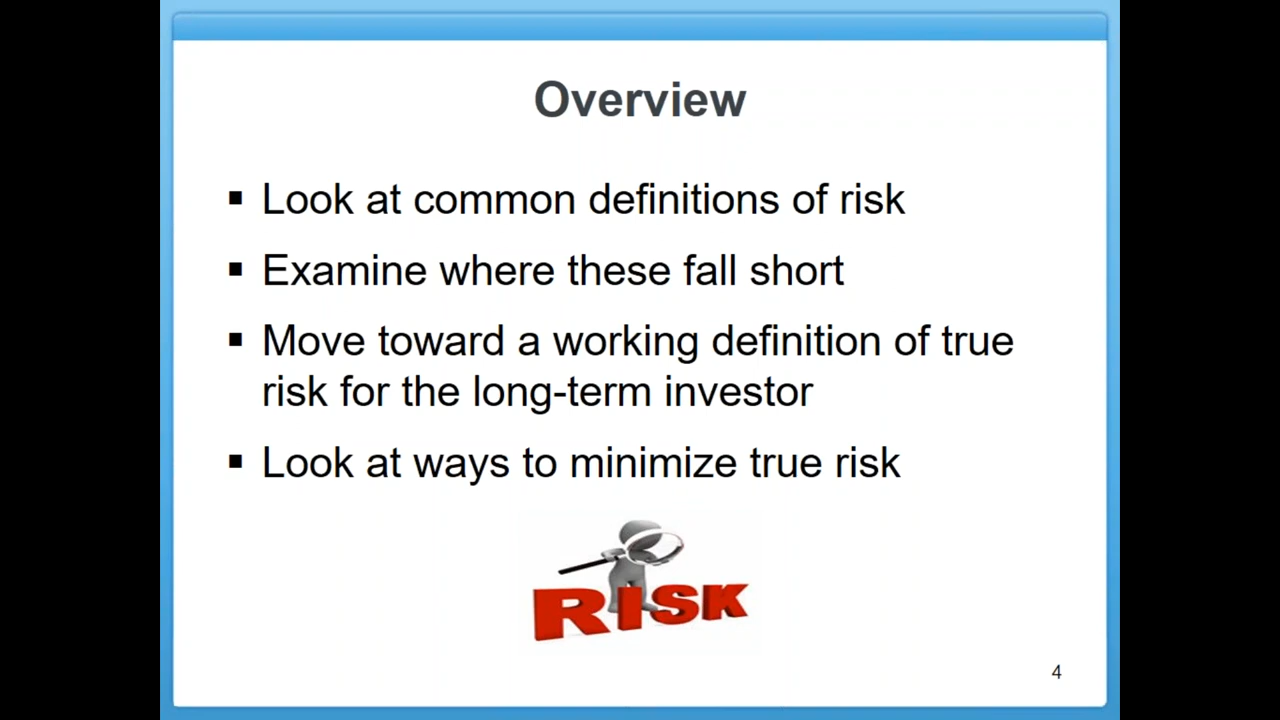 Overview
▪ Look at common definitions of risk
▪ Examine where these fall short
▪ Move toward a working definition of true
risk for the long-term investor
▪ Look at ways to minimize true risk
RISK
4